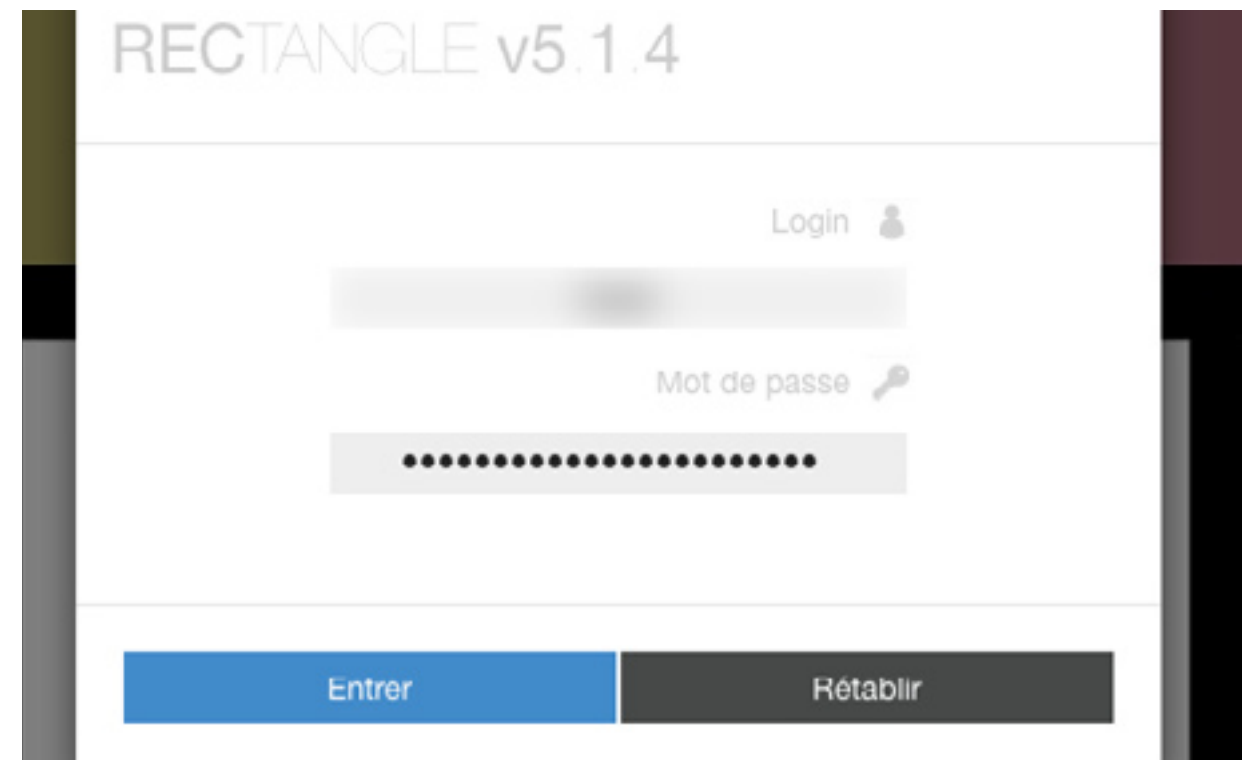 RECTANGLE v5.1.4
Login
Mot de passe
•••••••••••••••••••••••
Entrer
Rétablir